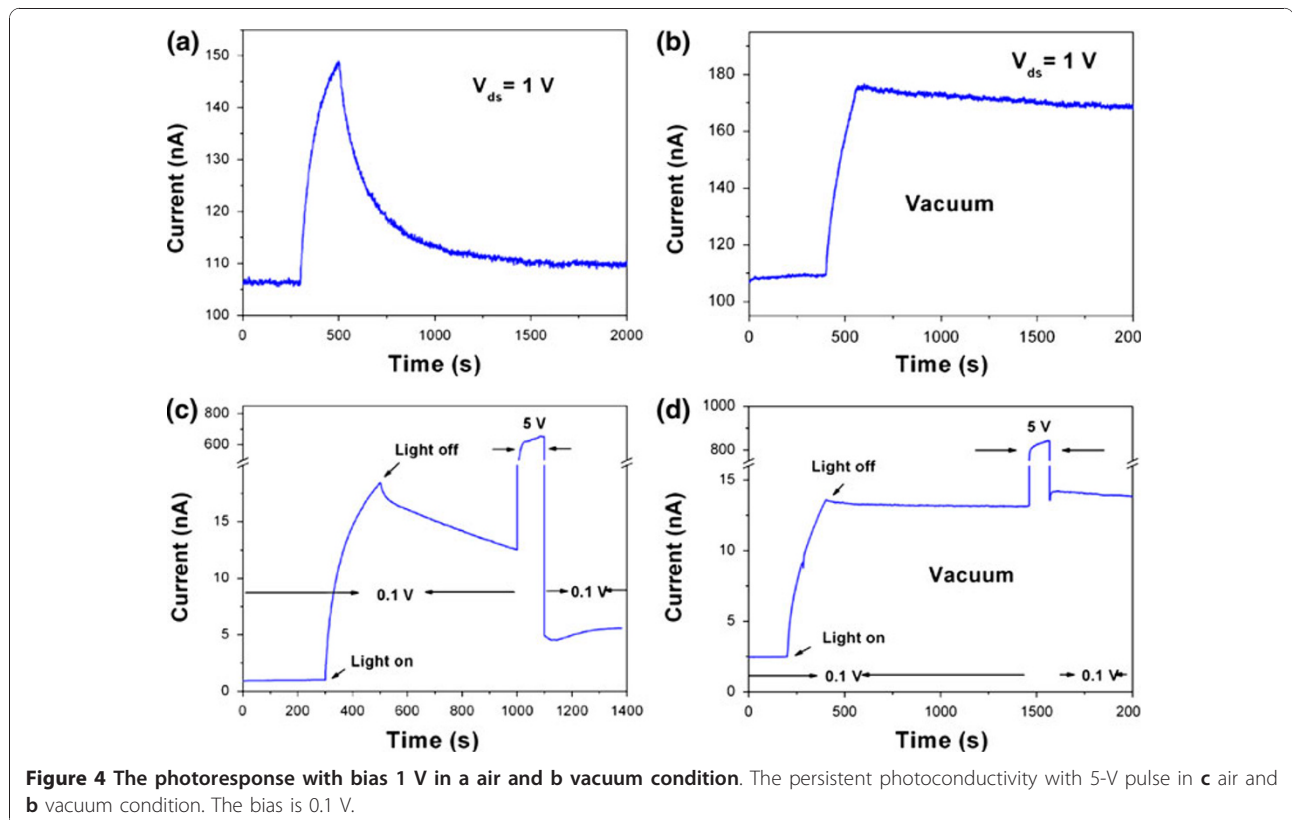 (a)
150
140
130
120
110
100
Current (nA)
V_ds = 1 V
0 500 1000 1500 2000
Time (s)
(b)
180
160
140
120
100
Current (nA)
V_ds = 1 V
Vacuum
0 500 1000 1500 200
Time (s)
(c)
800
600
15
10
5
0
Current (nA)
5 V
Light off
0.1 V
0.1 V
Light on
0 200 400 600 800 1000 1200 1400
Time (s)
(d)
1000
800
15
10
5
0
Current (nA)
5 V
Light off
Vacuum
Light on
0.1 V
0.1 V
0 500 1000 1500 200
Time (s)
Figure 4 The photoresponse with bias 1 V in a air and b vacuum condition. The persistent photoconductivity with 5-V pulse in c air and
b vacuum condition. The bias is 0.1 V.